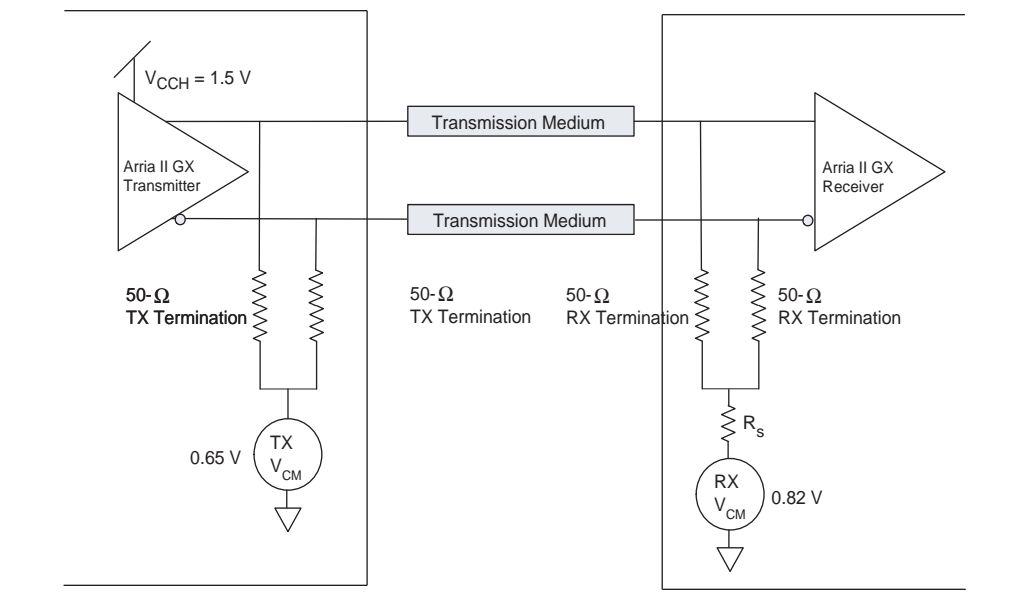 V_CCH = 1.5 V
Transmission Medium
Arria II GX
Transmitter
Arria II GX
Receiver
Transmission Medium
50-Ω
TX Termination
50-Ω
TX Termination
50-Ω
RX Termination
50-Ω
RX Termination
R_s
TX
V_CM
0.65 V
RX
V_CM
0.82 V